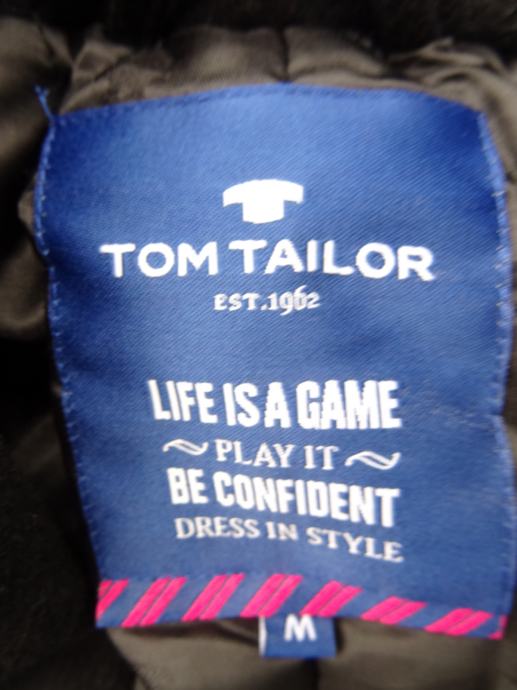 TOM TAILOR
EST.1962
LIFE IS A GAME
~ PLAY IT ~
BE CONFIDENT
DRESS IN STYLE
M